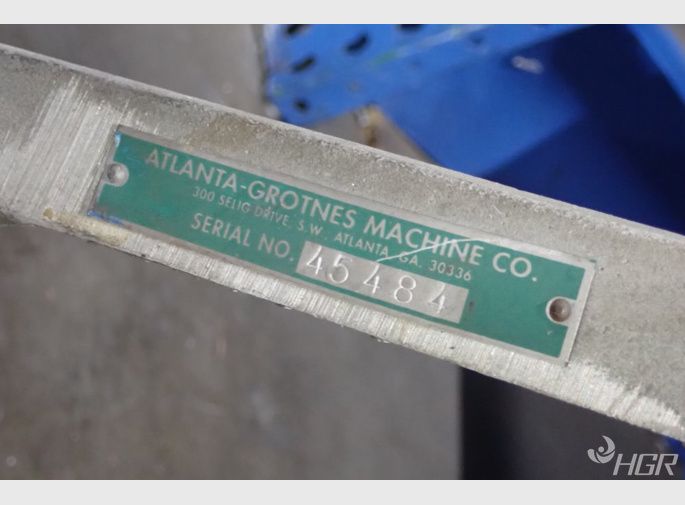 ATLANTA-GROTNES MACHINE CO.
300 SELIG DRIVE, S.W., ATLANTA, GA. 30336
SERIAL NO. 45484
HGR